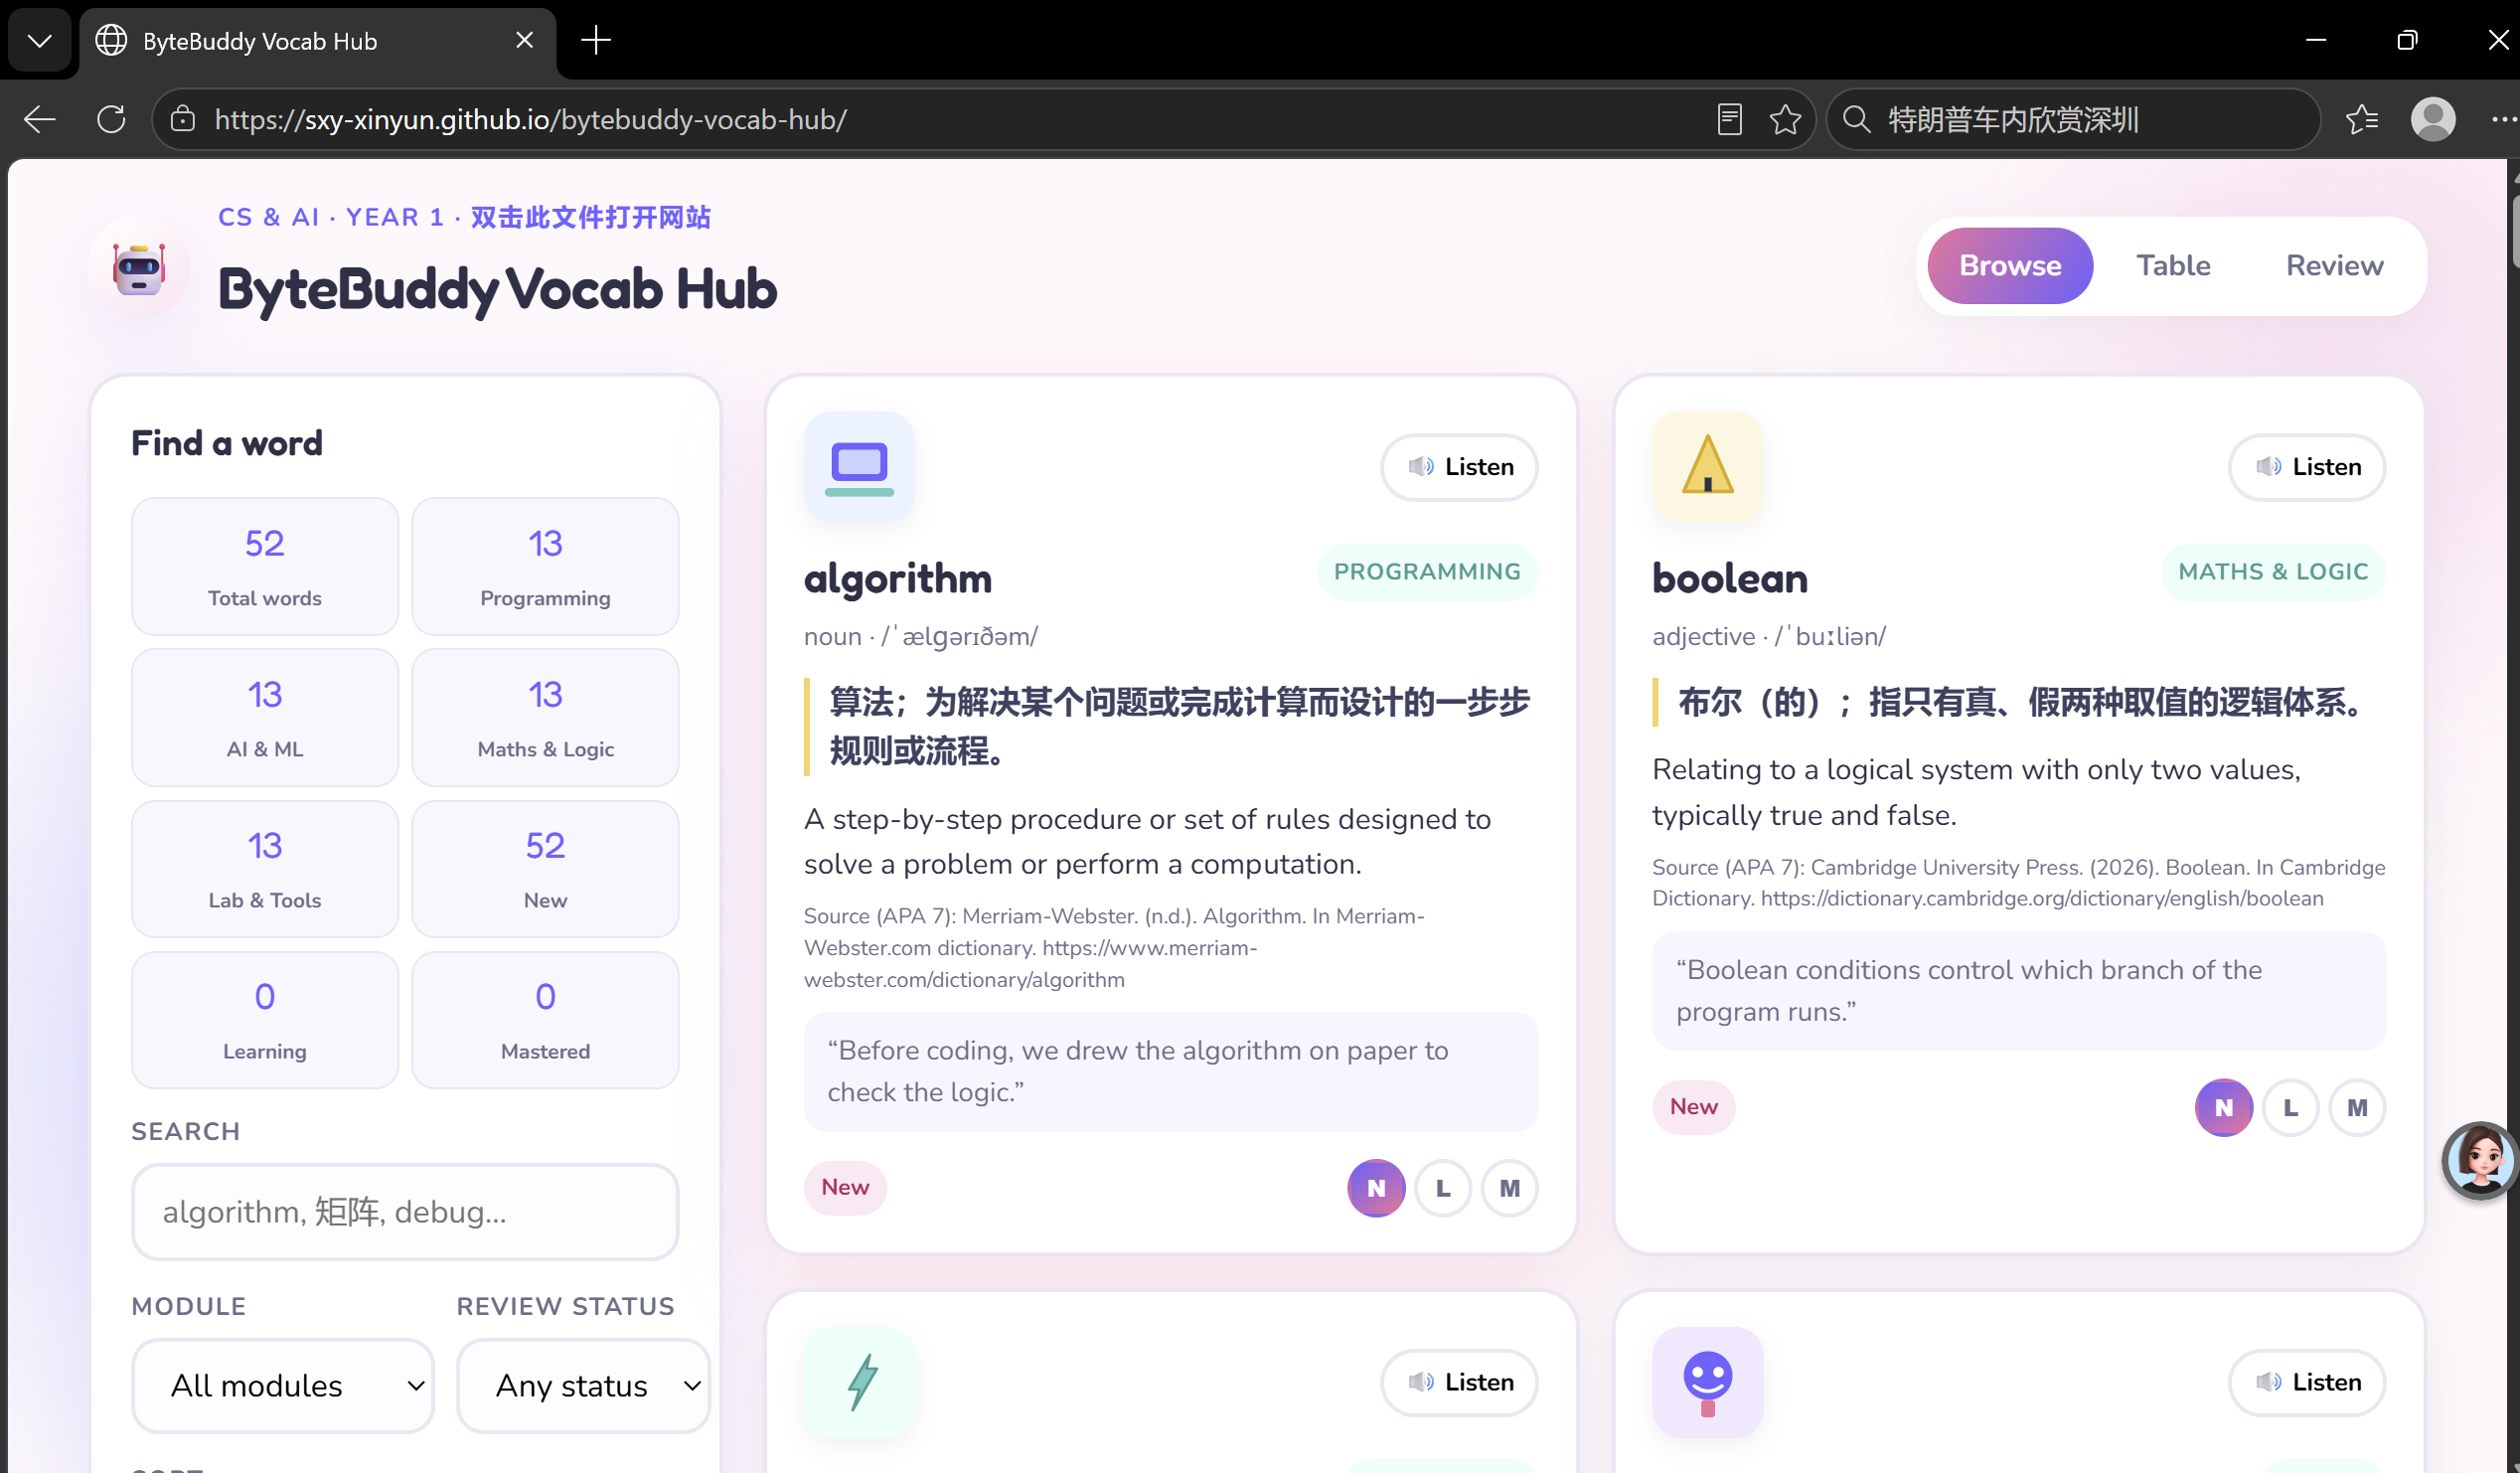 ByteBuddy Vocab Hub
https://sxy-xinyun.github.io/bytebuddy-vocab-hub/
特朗普车内欣赏深圳
CS & AI · YEAR 1 · 双击此文件打开网站
ByteBuddy Vocab Hub
Browse
Table
Review
Find a word
52
Total words
13
Programming
13
AI & ML
13
Maths & Logic
13
Lab & Tools
52
New
0
Learning
0
Mastered
SEARCH
algorithm, 矩阵, debug...
MODULE
REVIEW STATUS
All modules
Any status
Listen
algorithm
PROGRAMMING
noun · /ˈælɡərɪðəm/
算法；为解决某个问题或完成计算而设计的一步步
规则或流程。
A step-by-step procedure or set of rules designed to
solve a problem or perform a computation.
Source (APA 7): Merriam-Webster. (n.d.). Algorithm. In Merriam-
Webster.com dictionary. https://www.merriam-
webster.com/dictionary/algorithm
“Before coding, we drew the algorithm on paper to
check the logic.”
New
N
L
M
Listen
boolean
MATHS & LOGIC
adjective · /ˈbuːliən/
布尔（的）；指只有真、假两种取值的逻辑体系。
Relating to a logical system with only two values,
typically true and false.
Source (APA 7): Cambridge University Press. (2026). Boolean. In Cambridge
Dictionary. https://dictionary.cambridge.org/dictionary/english/boolean
“Boolean conditions control which branch of the
program runs.”
New
N
L
M
Listen
Listen